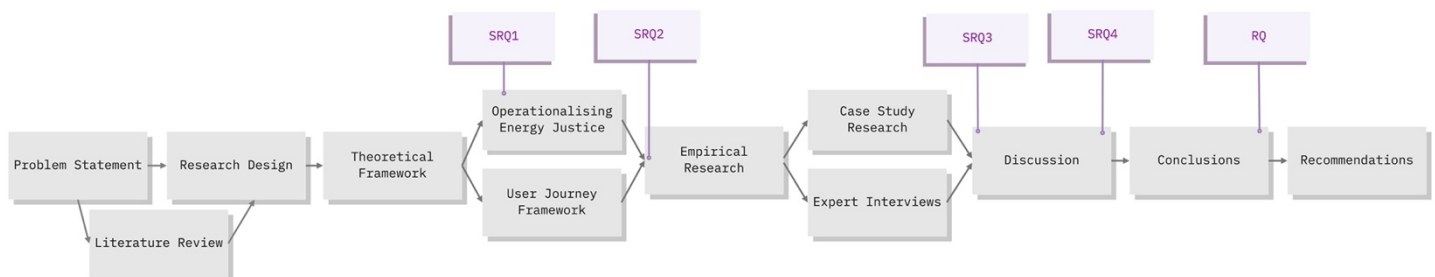 SRQ1
SRQ2
SRQ3
SRQ4
RQ
Problem Statement
Literature Review
Research Design
Theoretical
Framework
Operationalising
Energy Justice
User Journey
Framework
Empirical
Research
Case Study
Research
Expert Interviews
Discussion
Conclusions
Recommendations